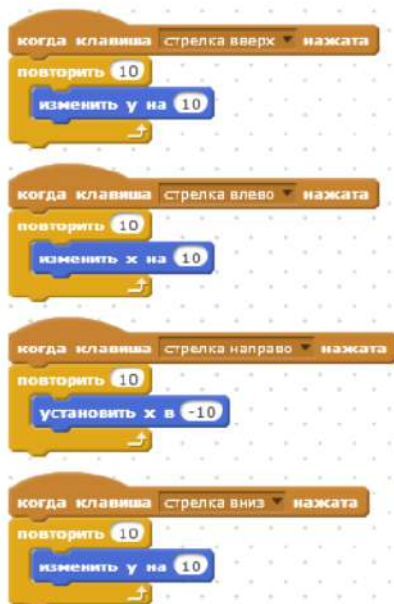 когда клавиша стрелка вверх нажата
повторить 10
изменить y на 10
когда клавиша стрелка влево нажата
повторить 10
изменить x на 10
когда клавиша стрелка направо нажата
повторить 10
установить x в -10
когда клавиша стрелка вниз нажата
повторить 10
изменить y на 10